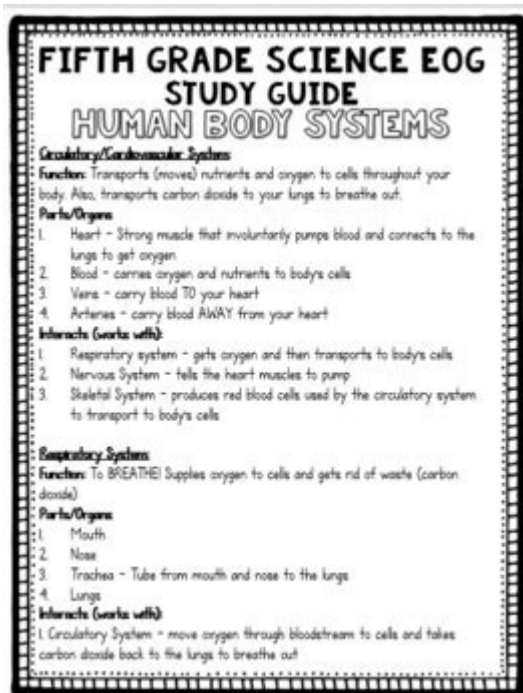 FIFTH GRADE SCIENCE EOG
STUDY GUIDE
HUMAN BODY SYSTEMS
Circulatory/Cardiovascular System:
Function: Transports (moves) nutrients and oxygen to cells throughout your
body. Also, transports carbon dioxide to your lungs to breathe out.
Parts/Organs
1. Heart - Strong muscle that involuntarily pumps blood and connects to the
lungs to get oxygen
2. Blood - carries oxygen and nutrients to body's cells
3. Veins - carry blood TO your heart
4. Arteries - carry blood AWAY from your heart
Interacts (works with):
1. Respiratory system - gets oxygen and then transports to body's cells
2. Nervous System - tells the heart muscles to pump
3. Skeletal System - produces red blood cells used by the circulatory system
to transport to body's cells
Respiratory System:
Function: To BREATHE! Supplies oxygen to cells and gets rid of waste (carbon
dioxide)
Parts/Organs
1. Mouth
2. Nose
3. Trachea - Tube from mouth and nose to the lungs
4. Lungs
Interacts (works with):
1. Circulatory System - move oxygen through bloodstream to cells and takes
carbon dioxide back to the lungs to breathe out